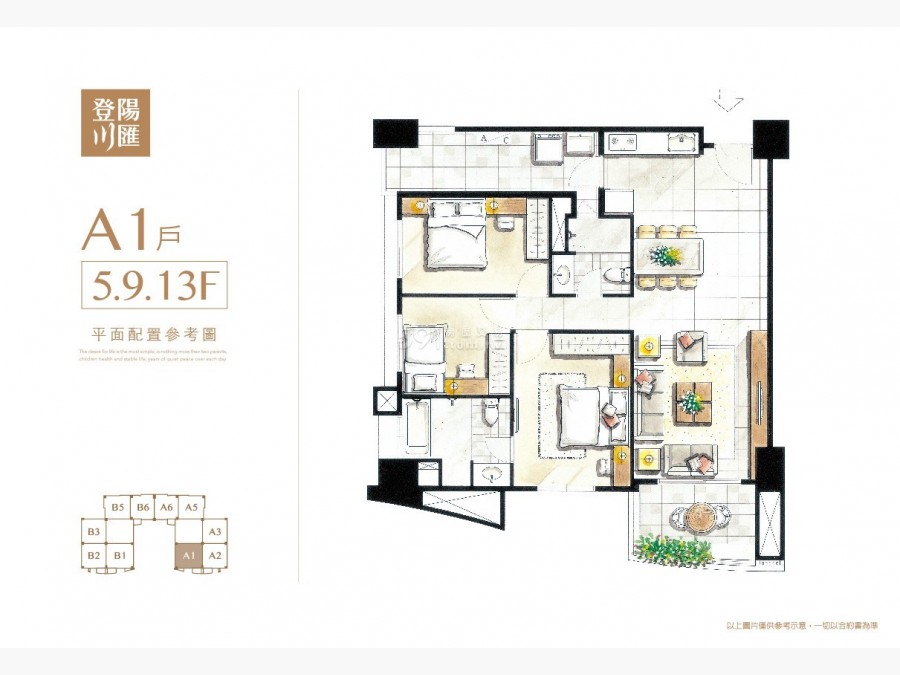 登陽
川匯
A1戶
5.9.13F
平面配置參考圖
The desire for life is the most simple, is nothing more than two parents,
children health and stable life, years of quiet peace over each day.
A C
B5 B6 A6 A5
B3 A3
B2 B1 A1 A2
以上圖片僅供參考示意，一切以合約書為準